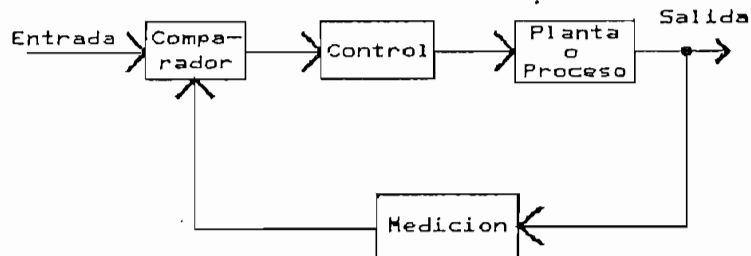 Entrada
Compa-
rador
Control
Planta
o
Proceso
Salida
Medicion